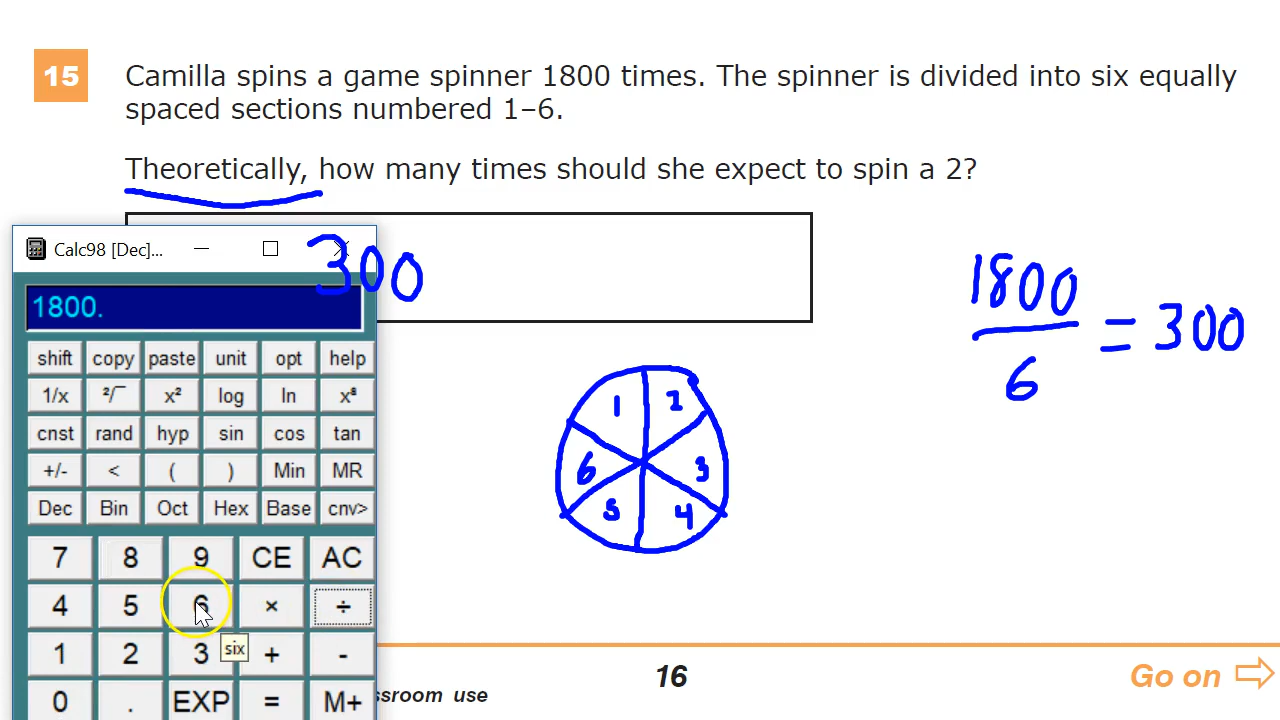 15
Camilla spins a game spinner 1800 times. The spinner is divided into six equally
spaced sections numbered 1–6.
Theoretically, how many times should she expect to spin a 2?
300
1800
6
= 300
Calc98 [Dec]...
1800.
shift copy paste unit opt help
1/x ²/‾ x² log ln xª
cnst rand hyp sin cos tan
+/- < ( ) Min MR
Dec Bin Oct Hex Base cnv>
7 8 9 CE AC
4 5 6 × ÷
six
1 2 3 + -
0 . EXP = M+
1 2
6 3
5 4
ssroom use
16
Go on